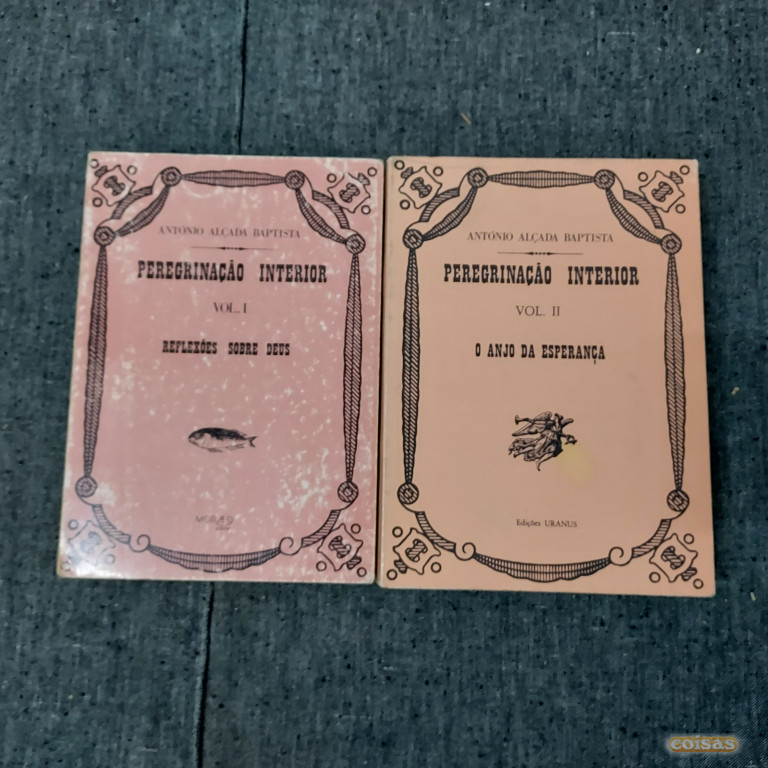 ANTÓNIO ALÇADA BAPTISTA
PEREGRINAÇÃO INTERIOR
VOL. I
REFLEXÕES SOBRE DEUS
ANTÓNIO ALÇADA BAPTISTA
PEREGRINAÇÃO INTERIOR
VOL. II
O ANJO DA ESPERANÇA
Edições URANUS
coisas